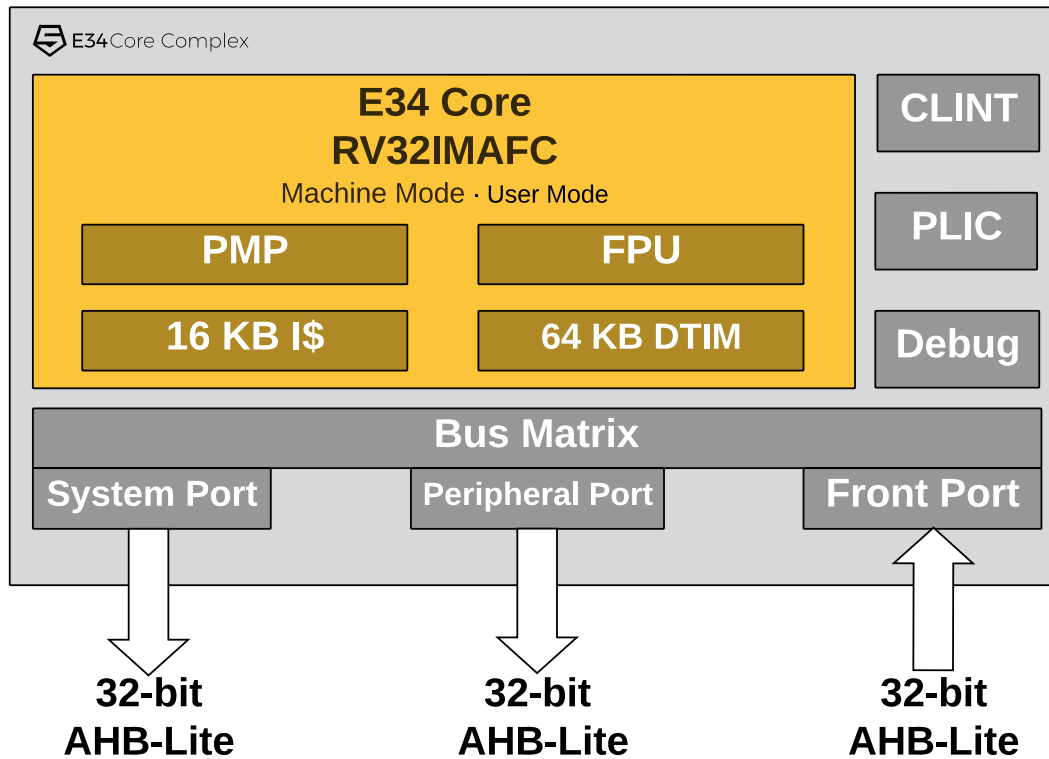 E34 Core Complex
E34 Core
RV32IMAFC
Machine Mode · User Mode
PMP
FPU
16 KB I$
64 KB DTIM
CLINT
PLIC
Debug
Bus Matrix
System Port
Peripheral Port
Front Port
32-bit
AHB-Lite
32-bit
AHB-Lite
32-bit
AHB-Lite